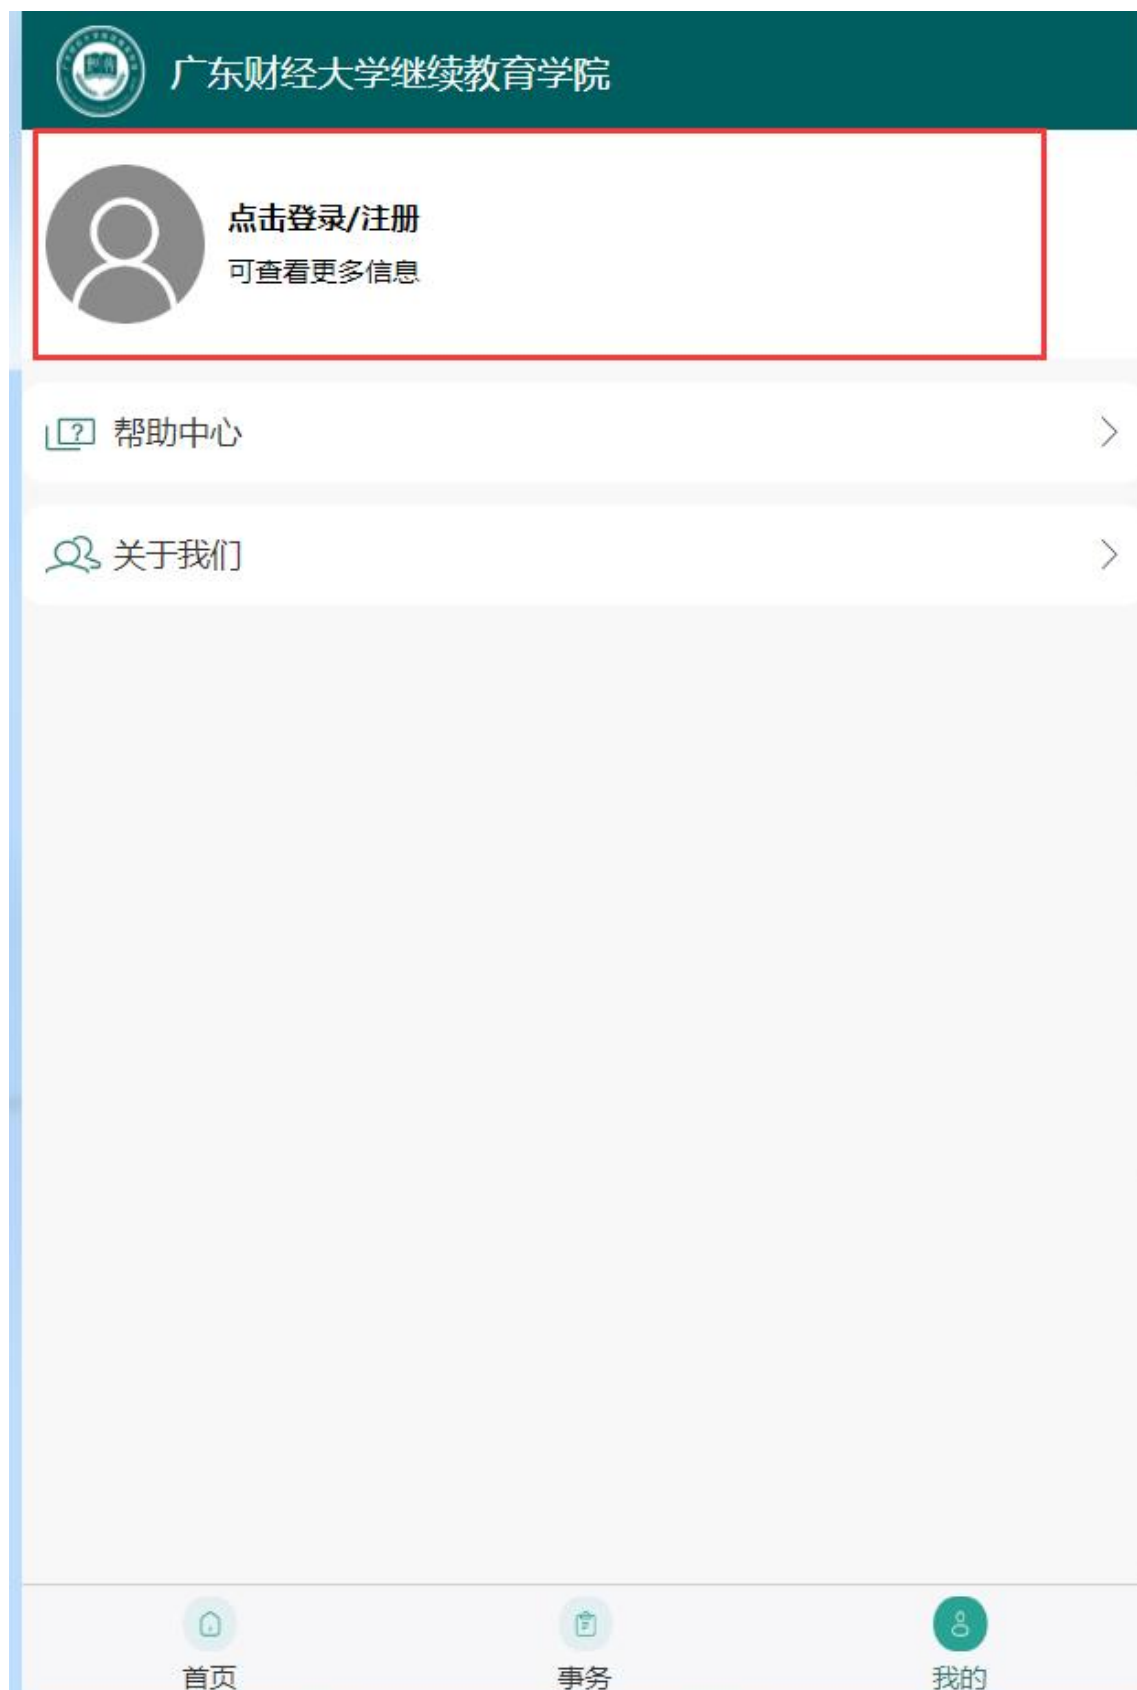 广东财经大学继续教育学院
点击登录/注册
可查看更多信息
帮助中心
关于我们
首页
事务
我的